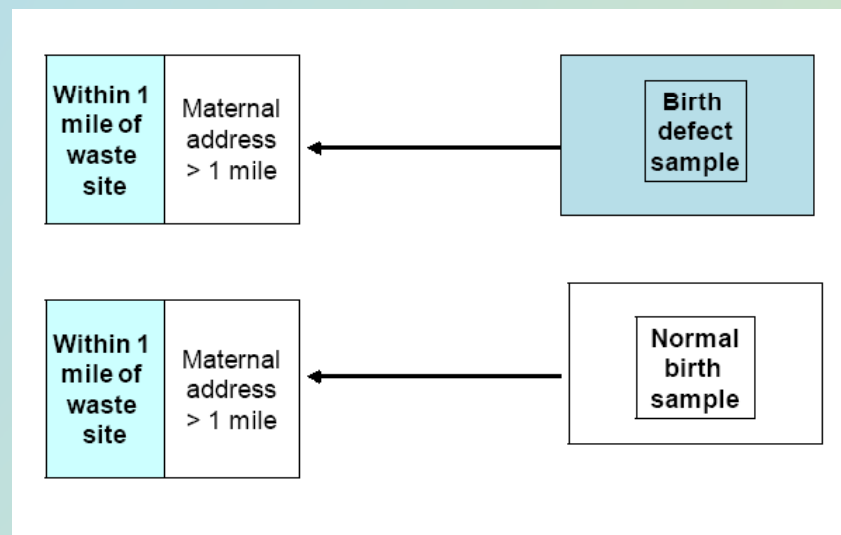 Within 1
mile of
waste
site
Maternal
address
> 1 mile
Birth
defect
sample
Within 1
mile of
waste
site
Maternal
address
> 1 mile
Normal
birth
sample